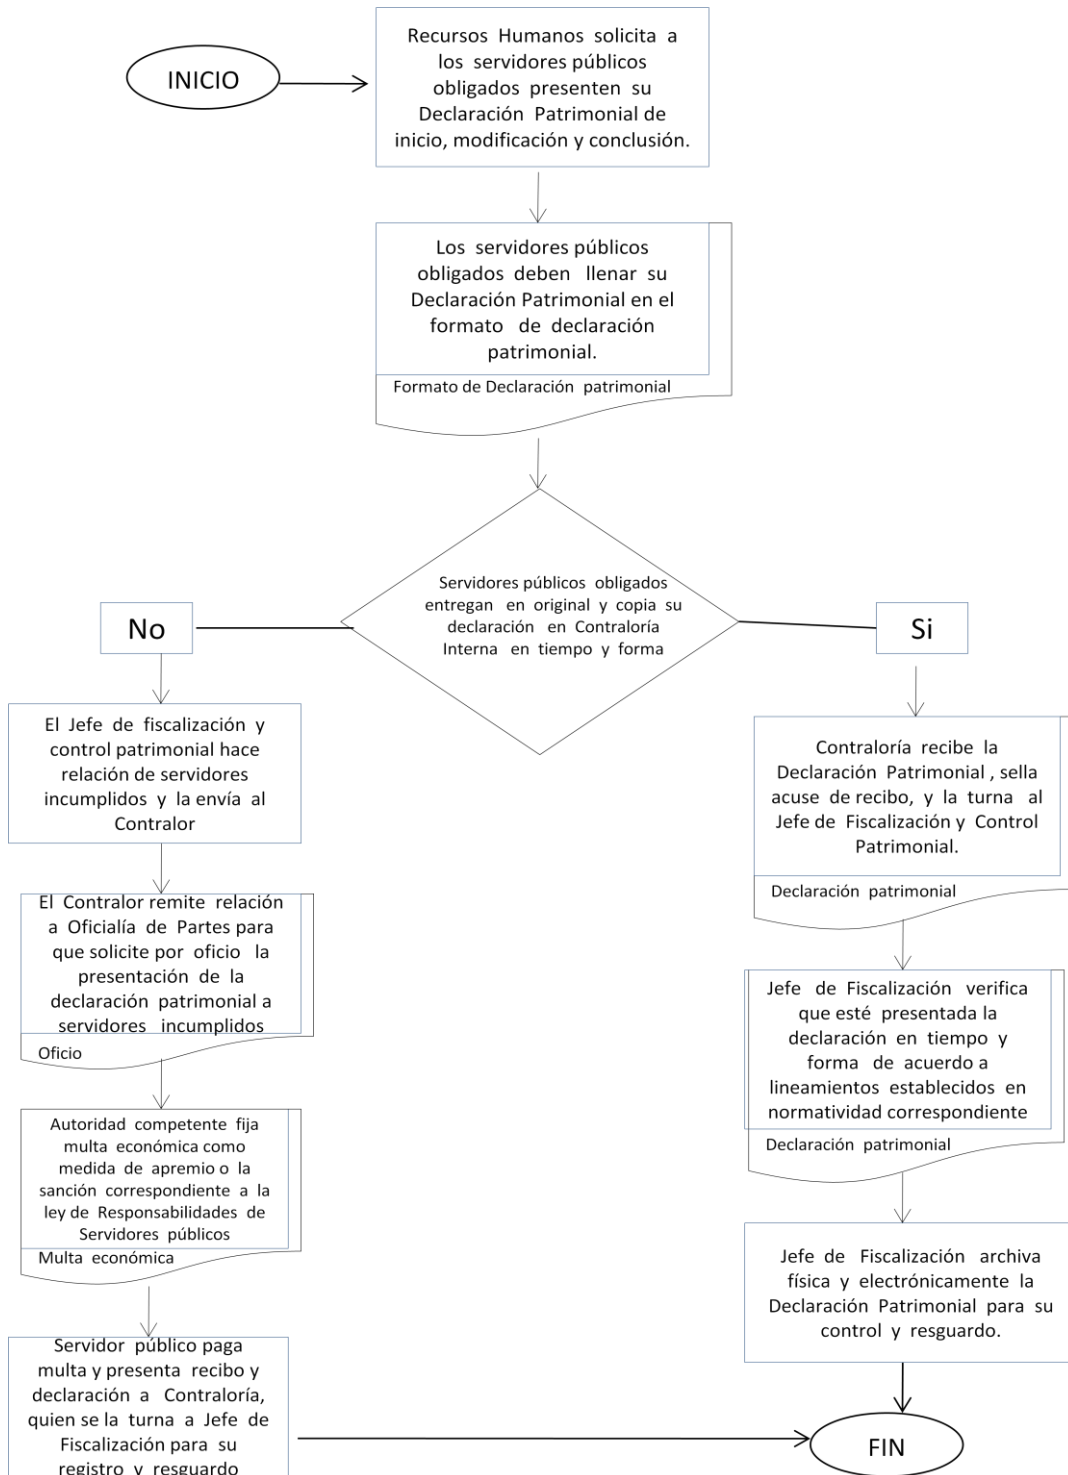 INICIO
Recursos Humanos solicita a
los servidores públicos
obligados presenten su
Declaración Patrimonial de
inicio, modificación y conclusión.
Los servidores públicos
obligados deben llenar su
Declaración Patrimonial en el
formato de declaración
patrimonial.
Formato de Declaración patrimonial
Servidores públicos obligados
entregan en original y copia su
declaración en Contraloría
Interna en tiempo y forma
No
El Jefe de fiscalización y
control patrimonial hace
relación de servidores
incumplidos y la envía al
Contralor
El Contralor remite relación
a Oficialía de Partes para
que solicite por oficio la
presentación de la
declaración patrimonial a
servidores incumplidos
Oficio
Autoridad competente fija
multa económica como
medida de apremio o la
sanción correspondiente a la
ley de Responsabilidades de
Servidores públicos
Multa económica
Servidor público paga
multa y presenta recibo y
declaración a Contraloría,
quien se la turna a Jefe de
Fiscalización para su
registro y resguardo
Si
Contraloría recibe la
Declaración Patrimonial , sella
acuse de recibo, y la turna al
Jefe de Fiscalización y Control
Patrimonial.
Declaración patrimonial
Jefe de Fiscalización verifica
que esté presentada la
declaración en tiempo y
forma de acuerdo a
lineamientos establecidos en
normatividad correspondiente
Declaración patrimonial
Jefe de Fiscalización archiva
física y electrónicamente la
Declaración Patrimonial para su
control y resguardo.
FIN